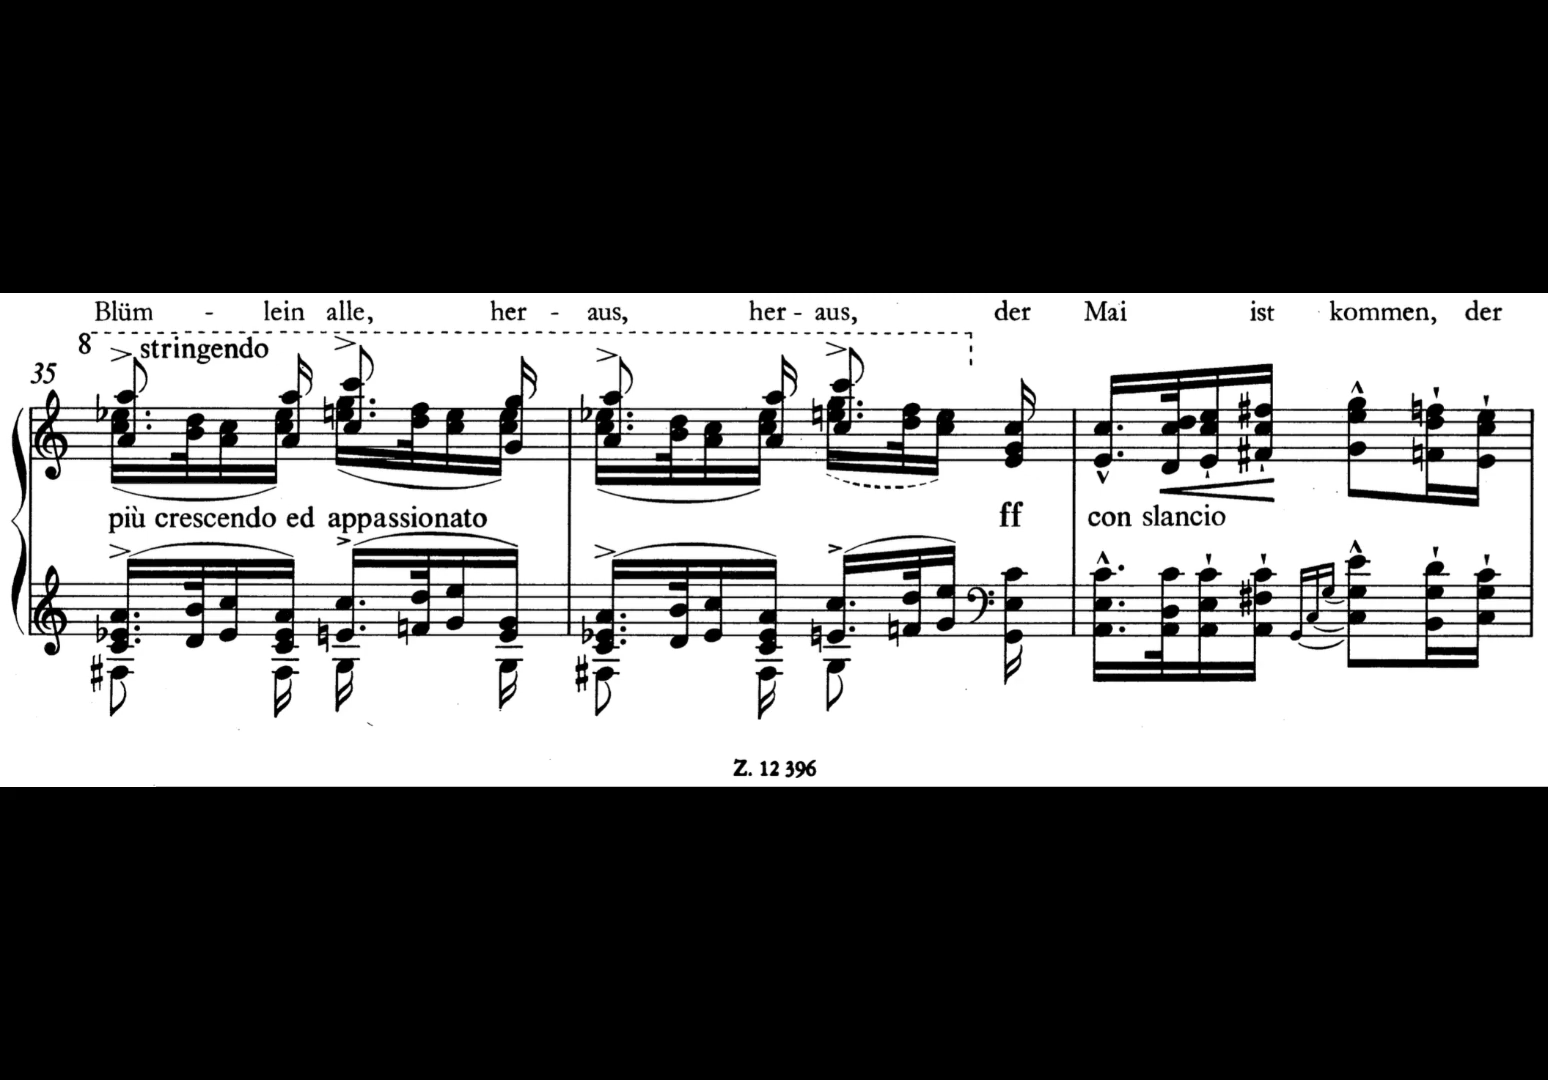 Blüm - lein alle, her - aus, her - aus, der Mai ist kommen, der
8 stringendo
35
più crescendo ed appassionato ff con slancio
Z. 12 396